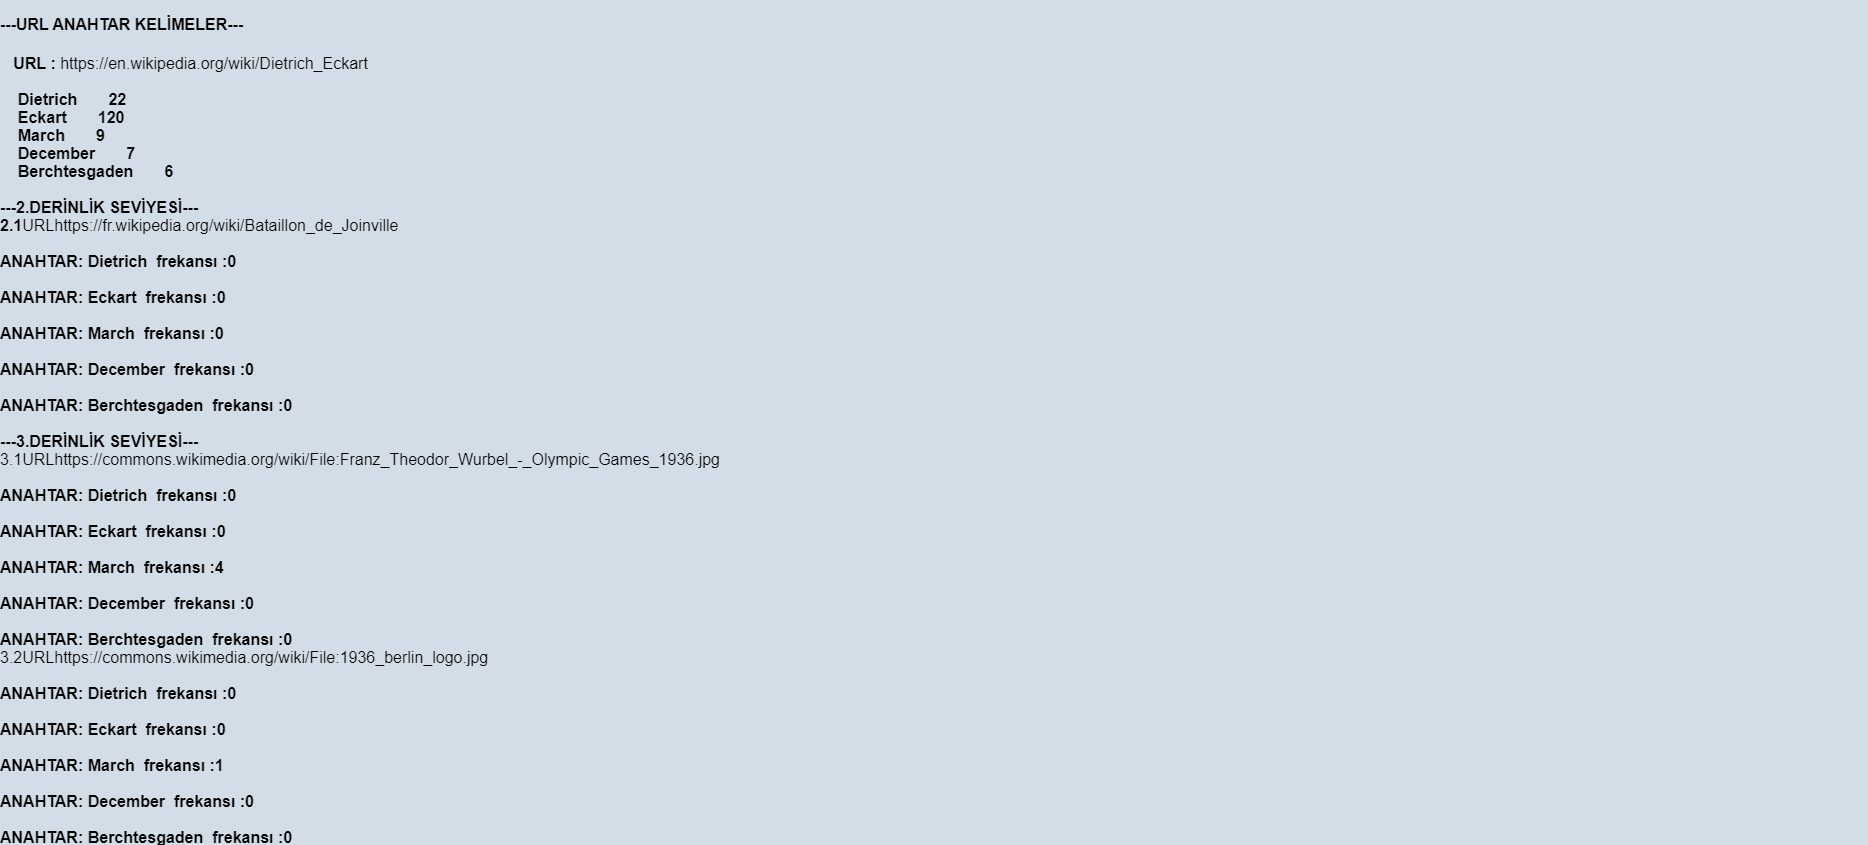 ---URL ANAHTAR KELİMELER---
URL : https://en.wikipedia.org/wiki/Dietrich_Eckart
Dietrich 22
Eckart 120
March 9
December 7
Berchtesgaden 6
---2.DERİNLİK SEVİYESİ---
2.1URLhttps://fr.wikipedia.org/wiki/Bataillon_de_Joinville
ANAHTAR: Dietrich frekansı :0
ANAHTAR: Eckart frekansı :0
ANAHTAR: March frekansı :0
ANAHTAR: December frekansı :0
ANAHTAR: Berchtesgaden frekansı :0
---3.DERİNLİK SEVİYESİ---
3.1URLhttps://commons.wikimedia.org/wiki/File:Franz_Theodor_Wurbel_-_Olympic_Games_1936.jpg
ANAHTAR: Dietrich frekansı :0
ANAHTAR: Eckart frekansı :0
ANAHTAR: March frekansı :4
ANAHTAR: December frekansı :0
ANAHTAR: Berchtesgaden frekansı :0
3.2URLhttps://commons.wikimedia.org/wiki/File:1936_berlin_logo.jpg
ANAHTAR: Dietrich frekansı :0
ANAHTAR: Eckart frekansı :0
ANAHTAR: March frekansı :1
ANAHTAR: December frekansı :0
ANAHTAR: Berchtesgaden frekansı :0